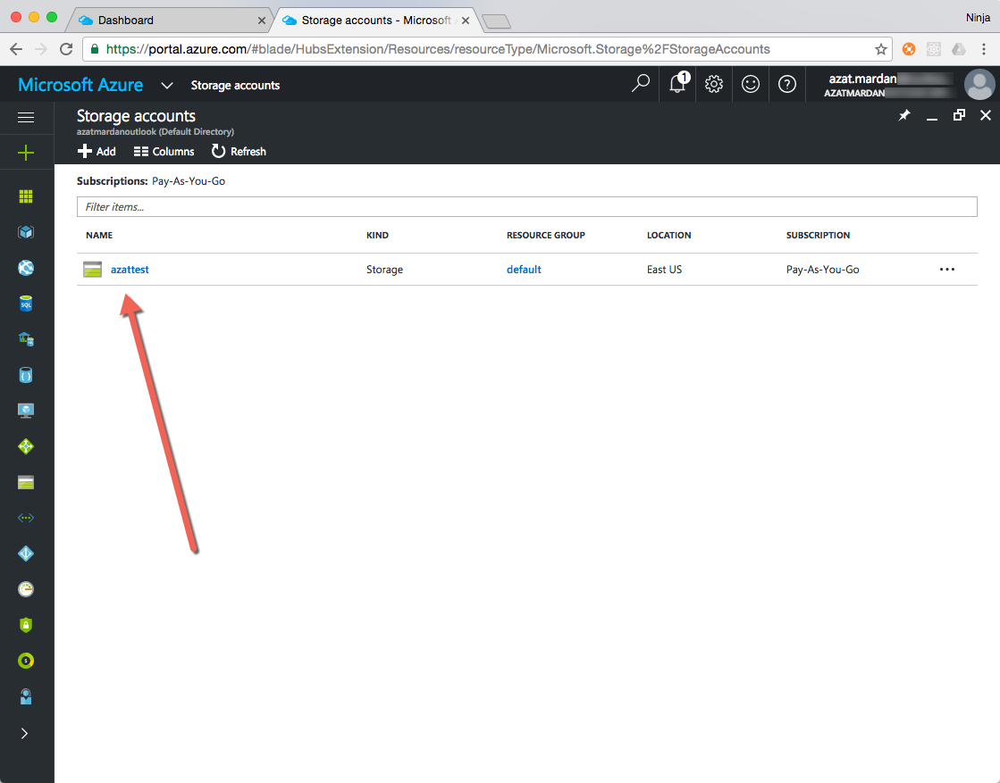 Dashboard
Storage accounts - Microsoft
Ninja
https://portal.azure.com/#blade/HubsExtension/Resources/resourceType/Microsoft.Storage%2FStorageAccounts
Microsoft Azure Storage accounts 1 azat.mardan
AZATMARDAN
Storage accounts
azatmardanoutlook (Default Directory)
Add Columns Refresh
Subscriptions: Pay-As-You-Go
Filter items...
NAME KIND RESOURCE GROUP LOCATION SUBSCRIPTION
azattest Storage default East US Pay-As-You-Go ...